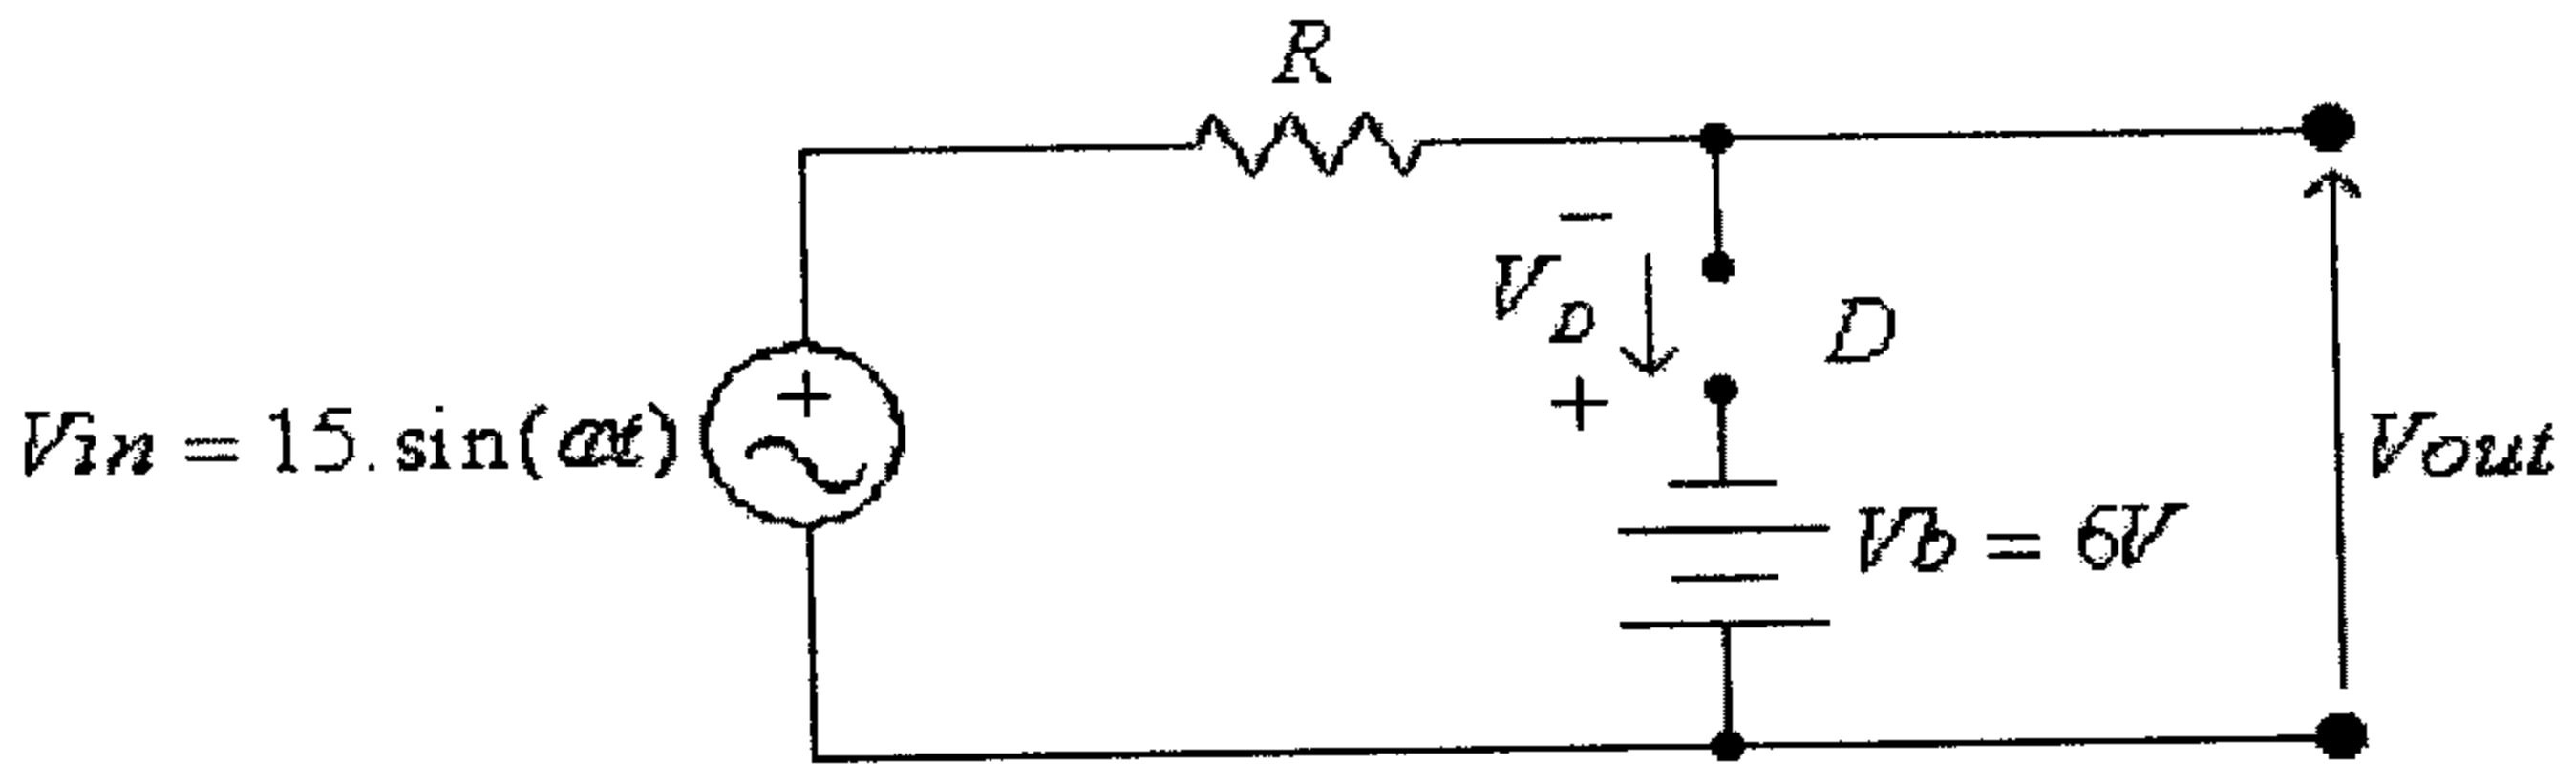 R
−
V_D
D
+
+
Vin = 15. sin(ωt)
Vout
Vb = 6V